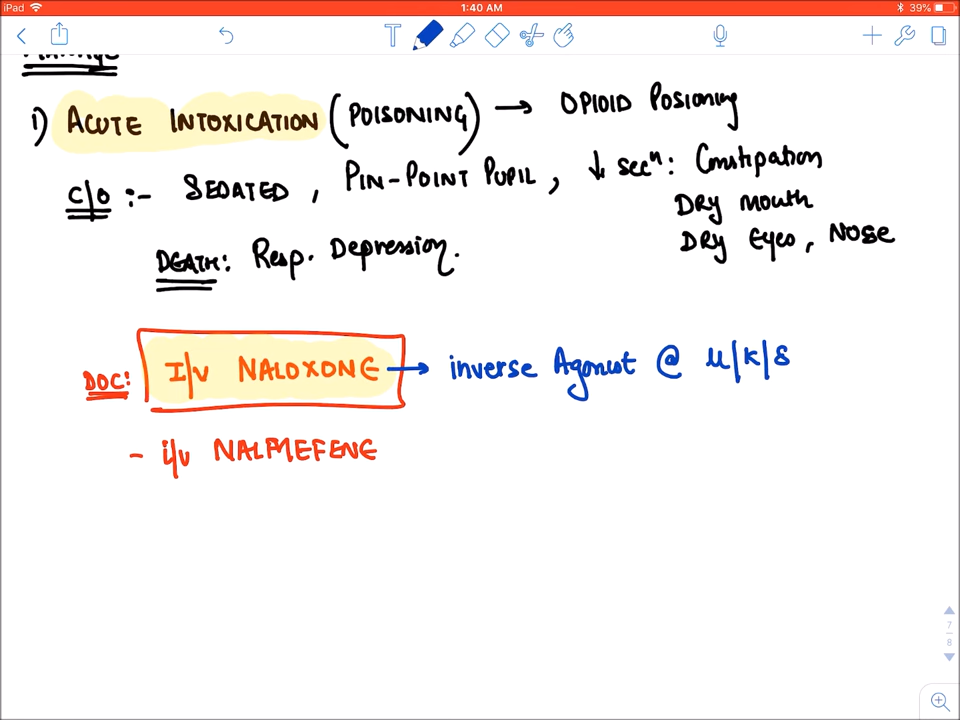 iPad 1:40 AM 39%
T
i) ACUTE INTOXICATION (POISONING) → OPIOID POSIONING
C/O :- SEDATED, PIN-POINT PUPIL, ↓ secⁿ: Constipation
DRY mouth
DRY Eyes, Nose
DEATH: Resp. Depression.
DOC: I/v NALOXONE → inverse Agonist @ μ/κ/δ
- i/v NALMEFENE
7
8